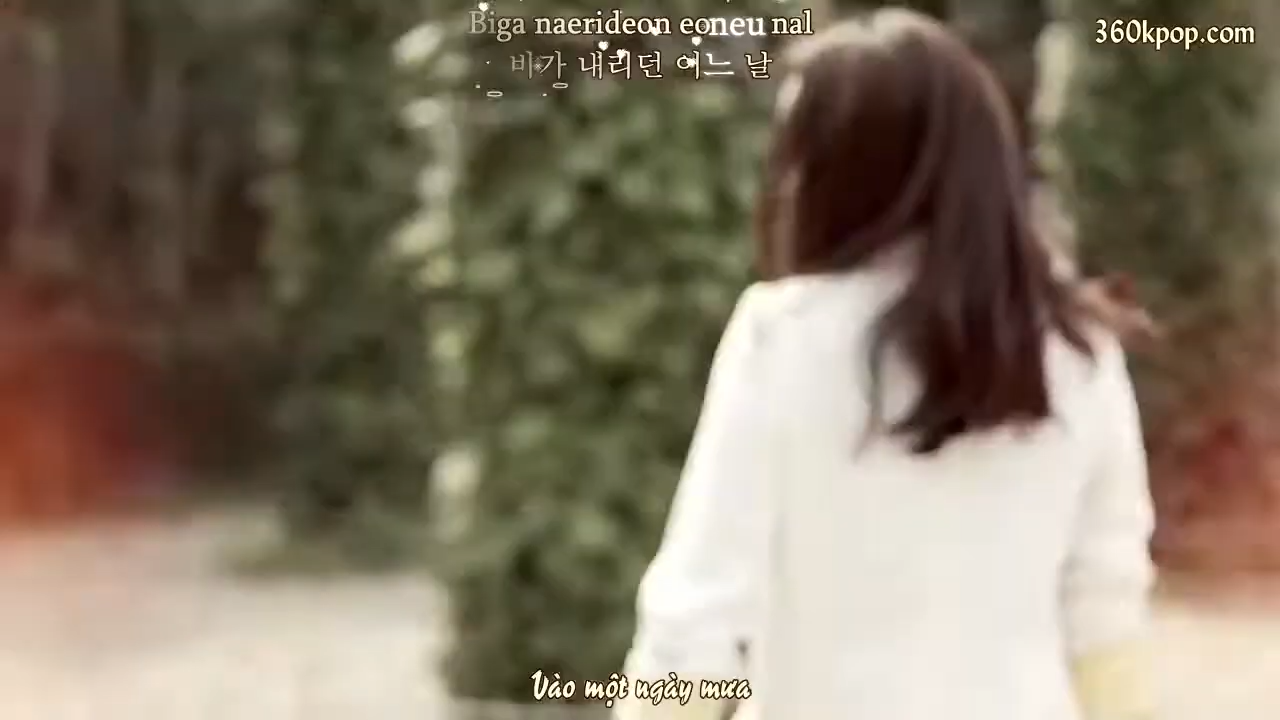 Biga naerideon eoneu nal
360kpop.com
비가 내리던 어느 날
Vào một ngày mưa